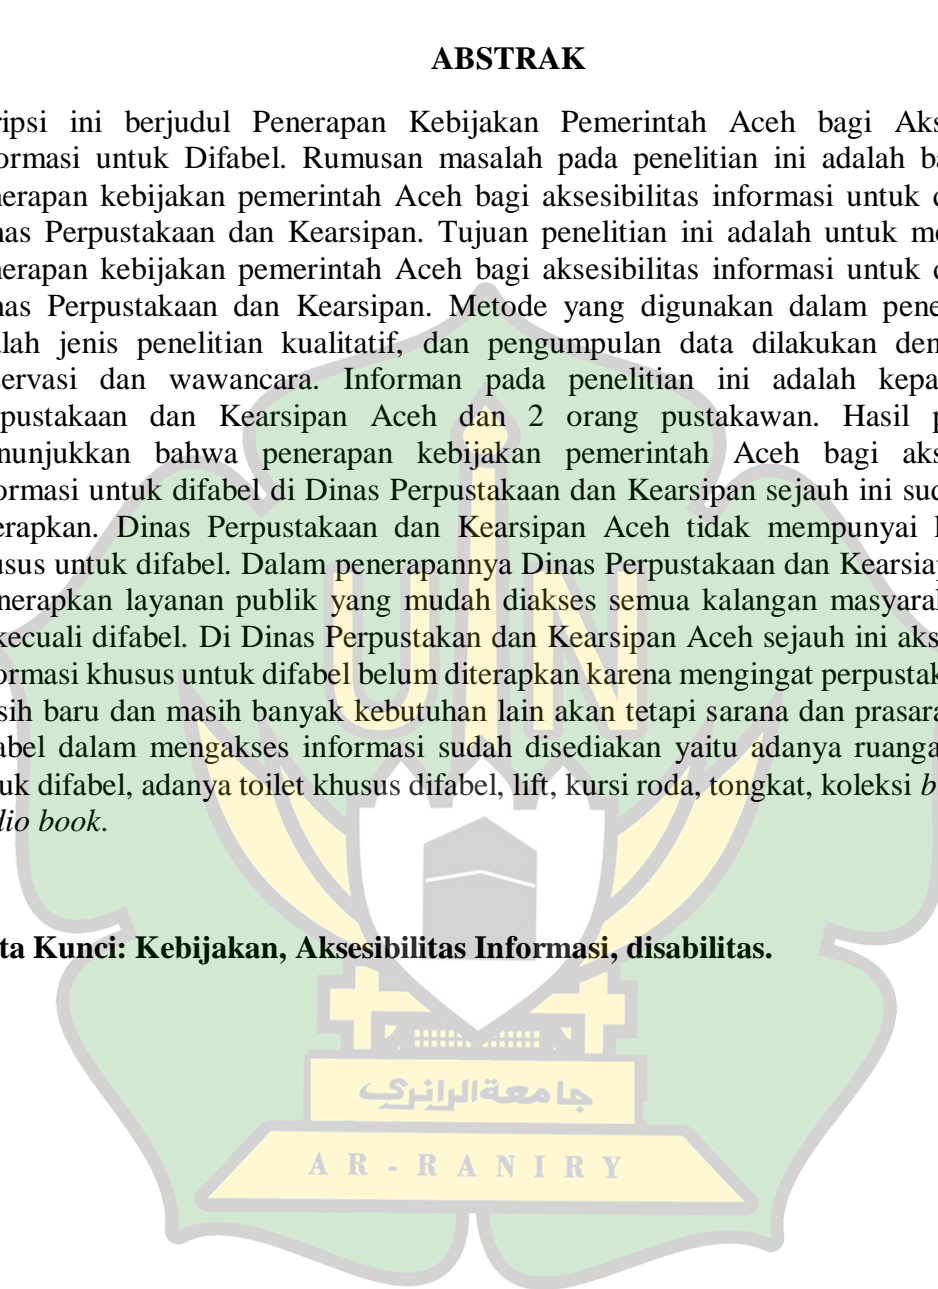 ABSTRAK
ripsi ini berjudul Penerapan Kebijakan Pemerintah Aceh bagi Aks
ormasi untuk Difabel. Rumusan masalah pada penelitian ini adalah ba
nerapan kebijakan pemerintah Aceh bagi aksesibilitas informasi untuk d
nas Perpustakaan dan Kearsipan. Tujuan penelitian ini adalah untuk me
nerapan kebijakan pemerintah Aceh bagi aksesibilitas informasi untuk d
nas Perpustakaan dan Kearsipan. Metode yang digunakan dalam pene
alah jenis penelitian kualitatif, dan pengumpulan data dilakukan den
servasi dan wawancara. Informan pada penelitian ini adalah kepa
rpustakaan dan Kearsipan Aceh dan 2 orang pustakawan. Hasil p
nunjukkan bahwa penerapan kebijakan pemerintah Aceh bagi aks
ormasi untuk difabel di Dinas Perpustakaan dan Kearsipan sejauh ini sud
erapkan. Dinas Perpustakaan dan Kearsipan Aceh tidak mempunyai
usus untuk difabel. Dalam penerapannya Dinas Perpustakaan dan Kearsiap
nerapkan layanan publik yang mudah diakses semua kalangan masyarak
kecuali difabel. Di Dinas Perpustakan dan Kearsipan Aceh sejauh ini aks
ormasi khusus untuk difabel belum diterapkan karena mengingat perpustak
sih baru dan masih banyak kebutuhan lain akan tetapi sarana dan prasara
abel dalam mengakses informasi sudah disediakan yaitu adanya ruanga
uk difabel, adanya toilet khusus difabel, lift, kursi roda, tongkat, koleksi b
dio book.
ta Kunci: Kebijakan, Aksesibilitas Informasi, disabilitas.
UIN
جامعة الرانري
AR-RANIRY